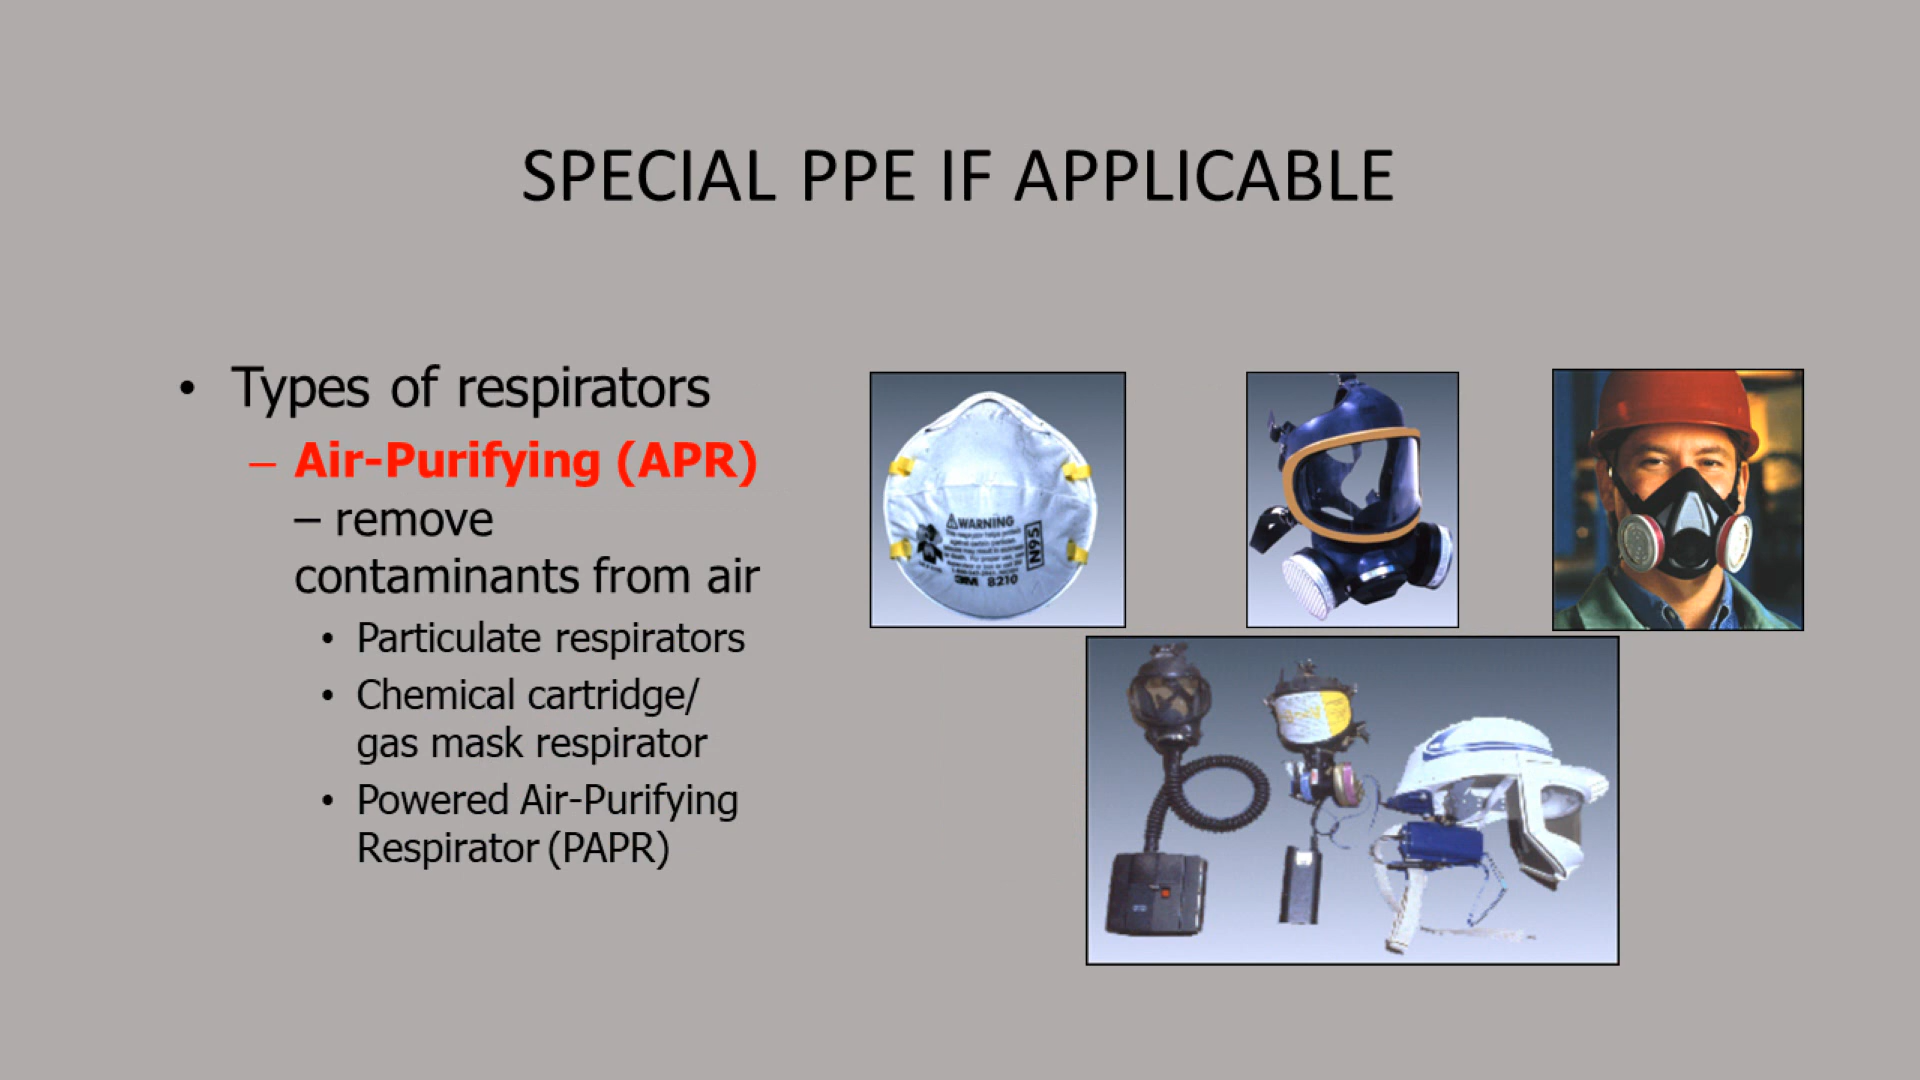 SPECIAL PPE IF APPLICABLE
• Types of respirators
– Air-Purifying (APR)
– remove
contaminants from air
• Particulate respirators
• Chemical cartridge/
gas mask respirator
• Powered Air-Purifying
Respirator (PAPR)
WARNING
N95
3M 8210